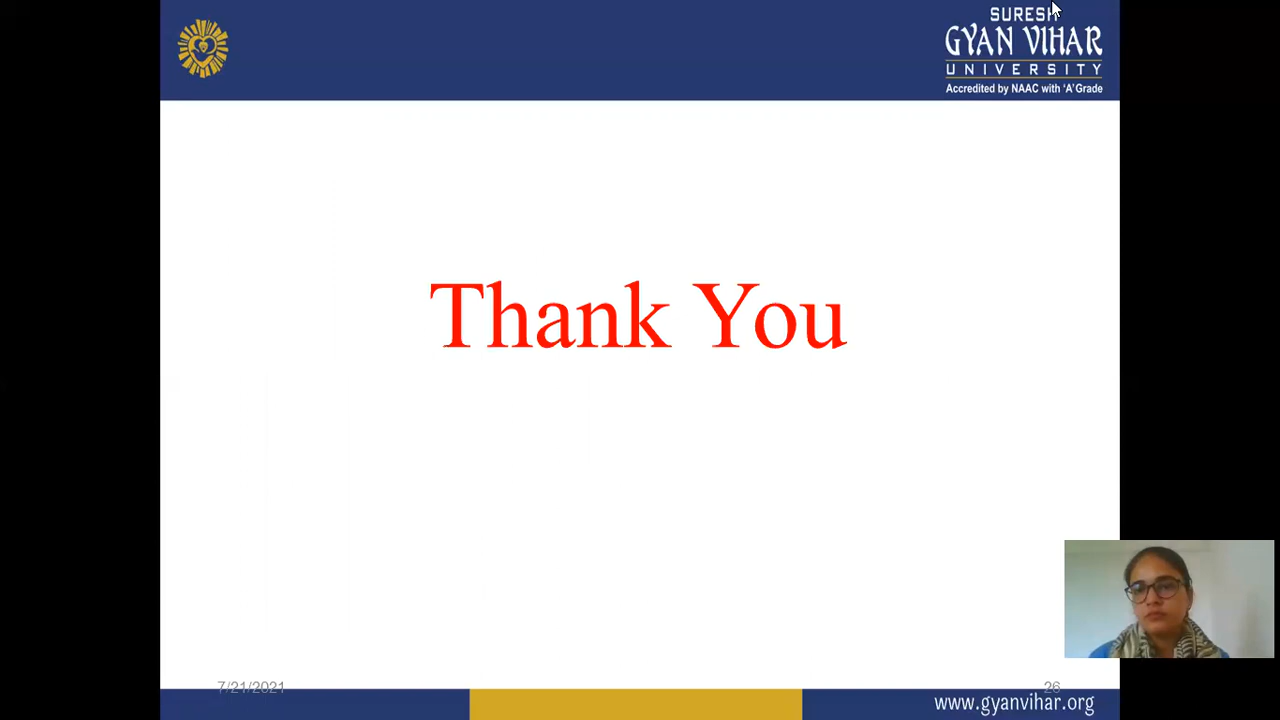 SURESH
GYAN VIHAR
UNIVERSITY
Accredited by NAAC with 'A' Grade
Thank You
7/21/2021
26
www.gyanvihar.org